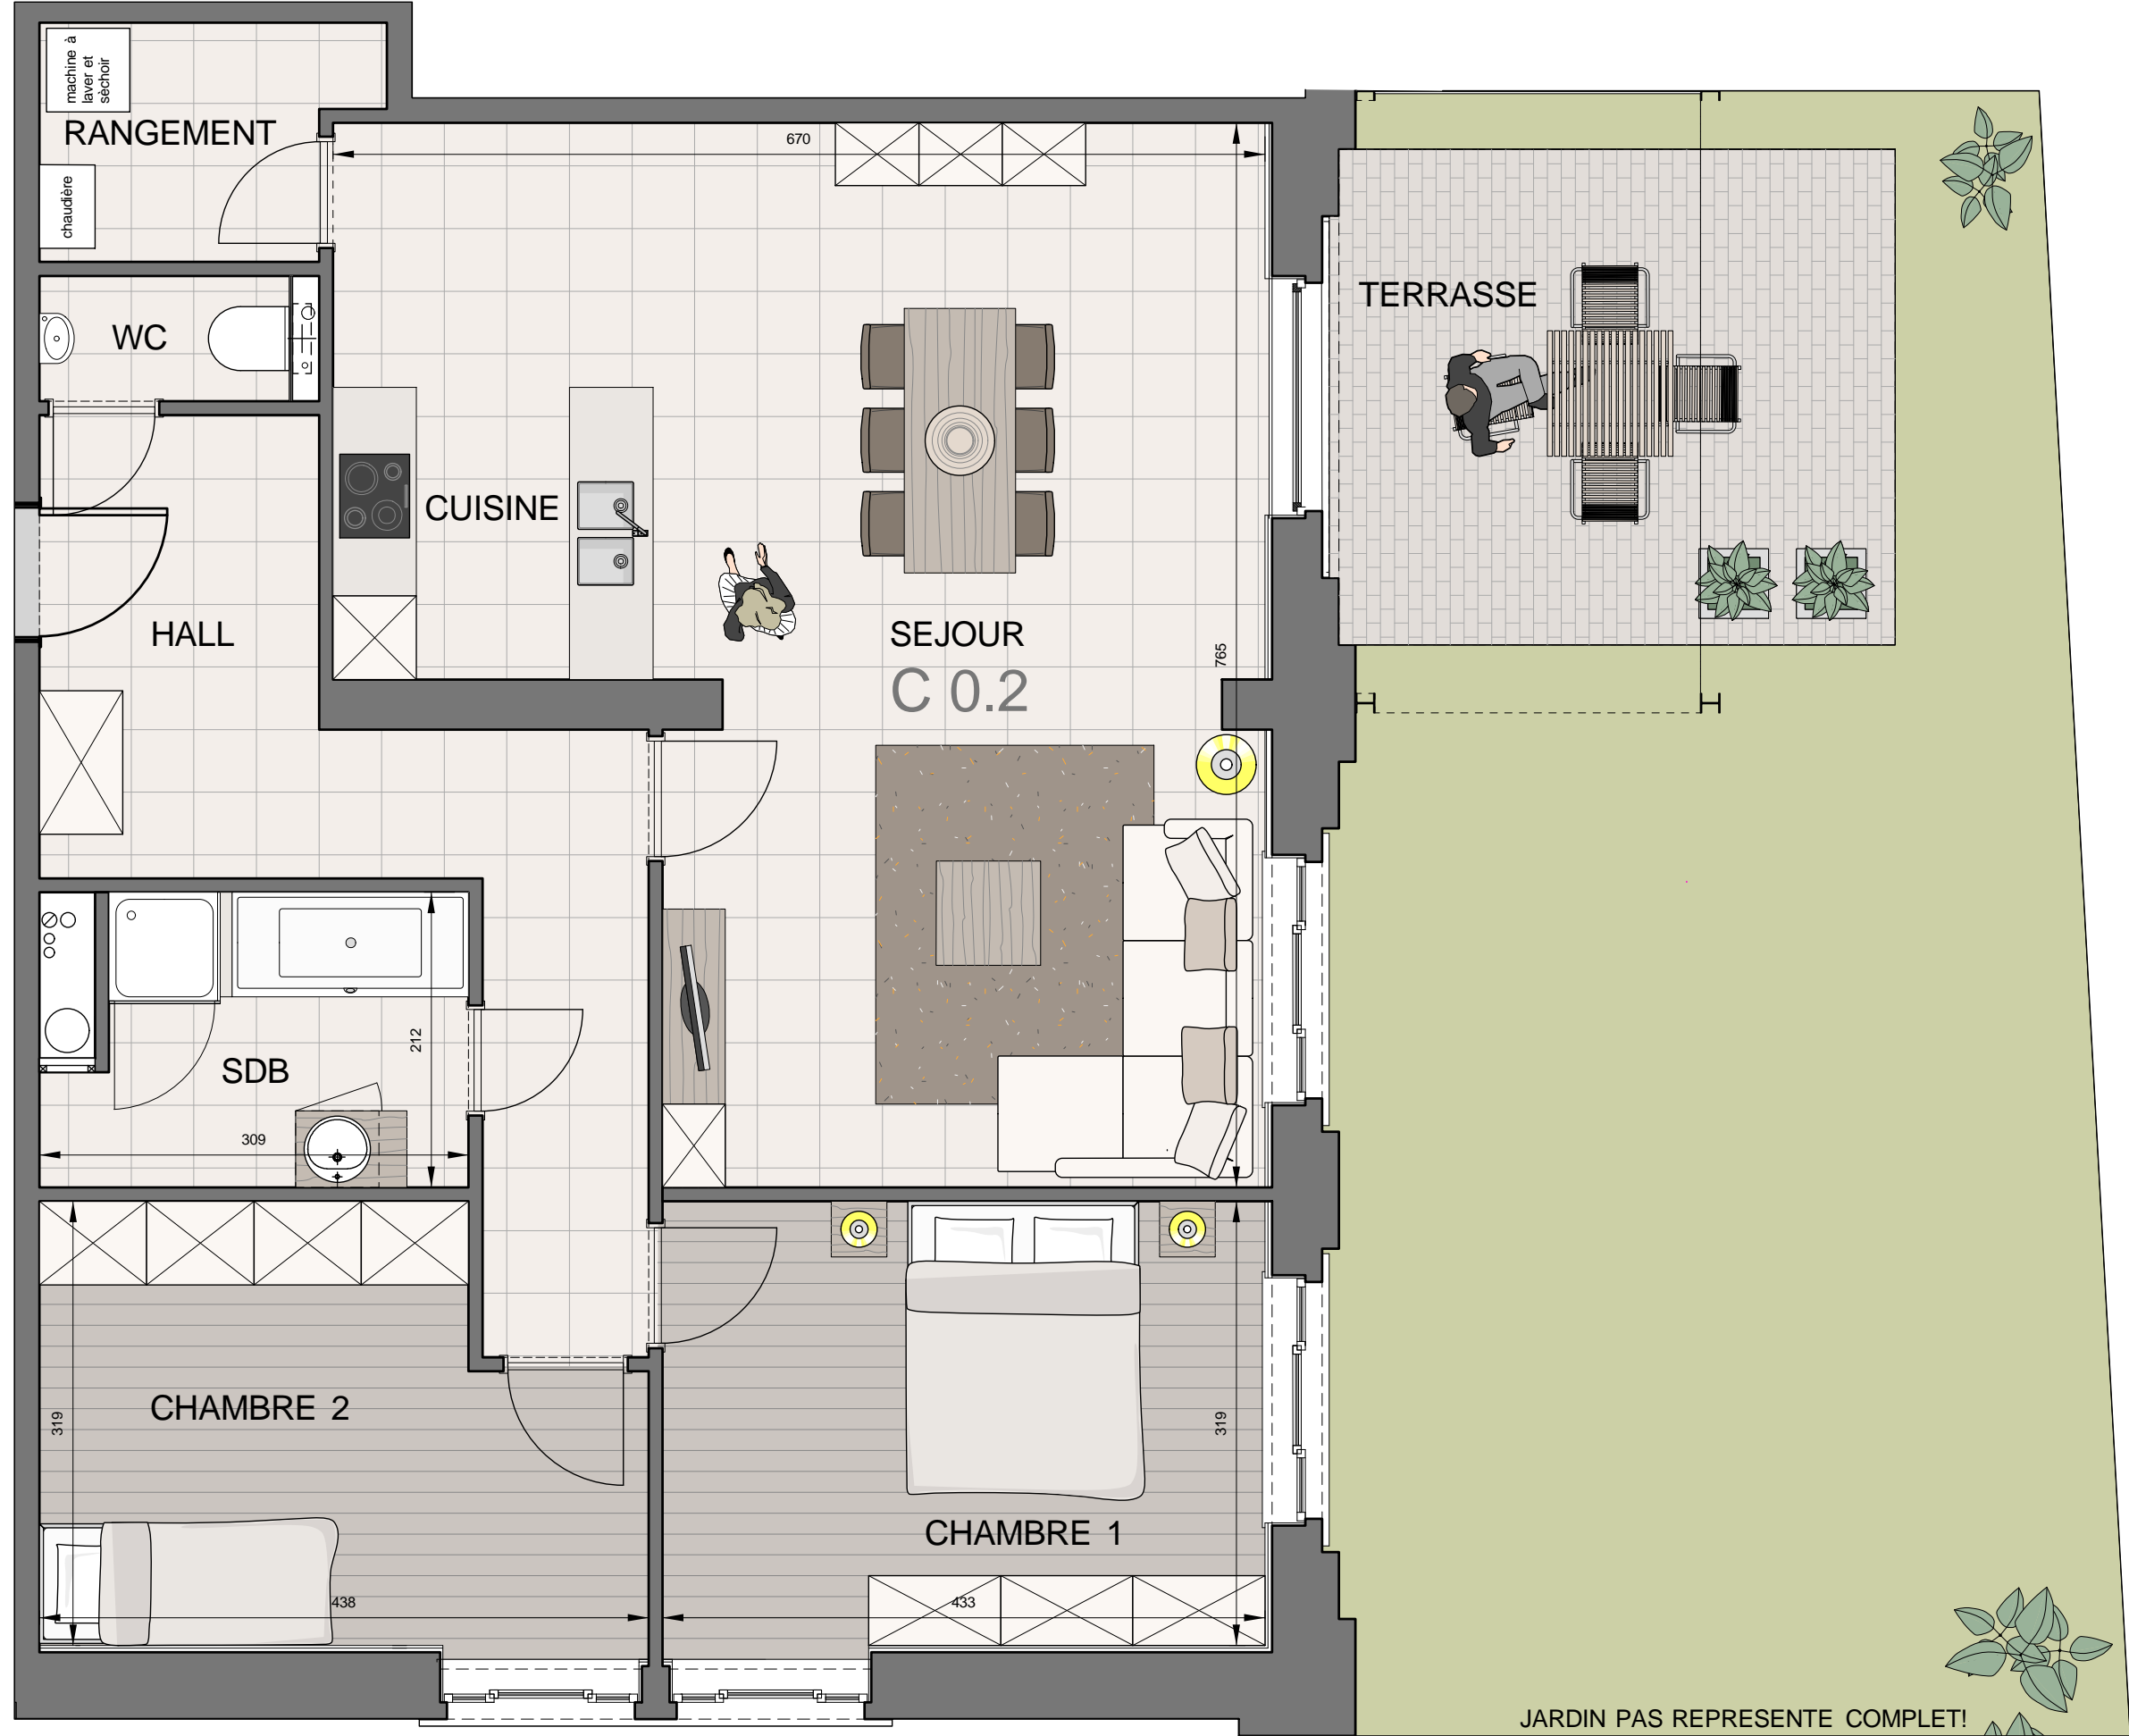 machine à
laver et
sèchoir
RANGEMENT
670
chaudière
TERRASSE
WC
CUISINE
HALL
SEJOUR
765
C 0.2
212
SDB
309
CHAMBRE 2
319
319
CHAMBRE 1
438
433
JARDIN PAS REPRESENTE COMPLET!